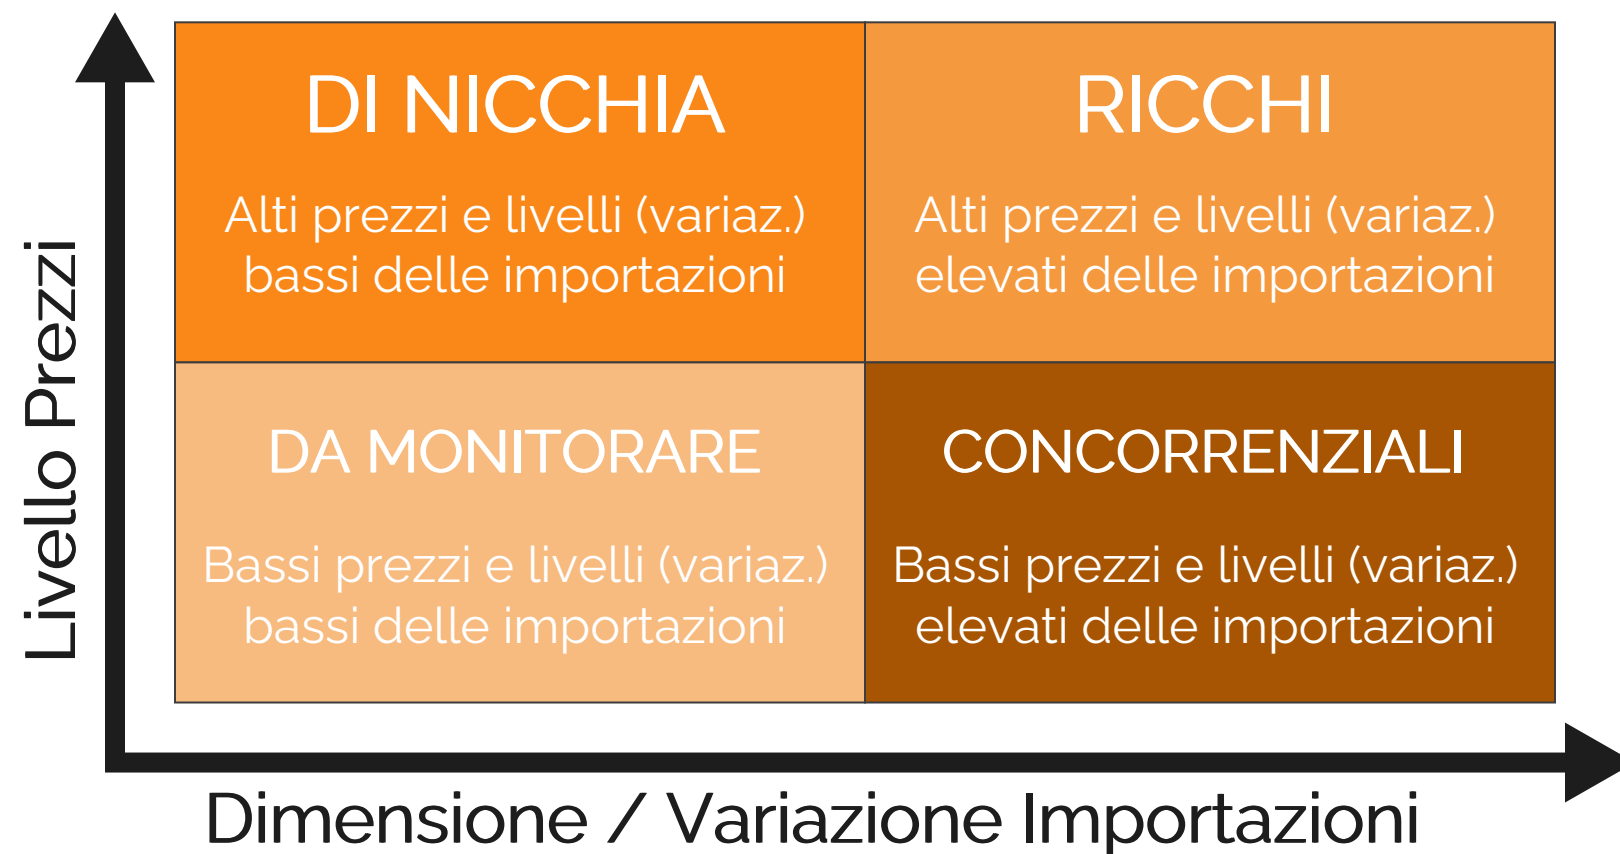 Livello Prezzi
DI NICCHIA
Alti prezzi e livelli (variaz.)
bassi delle importazioni
RICCHI
Alti prezzi e livelli (variaz.)
elevati delle importazioni
DA MONITORARE
Bassi prezzi e livelli (variaz.)
bassi delle importazioni
CONCORRENZIALI
Bassi prezzi e livelli (variaz.)
elevati delle importazioni
Dimensione / Variazione Importazioni